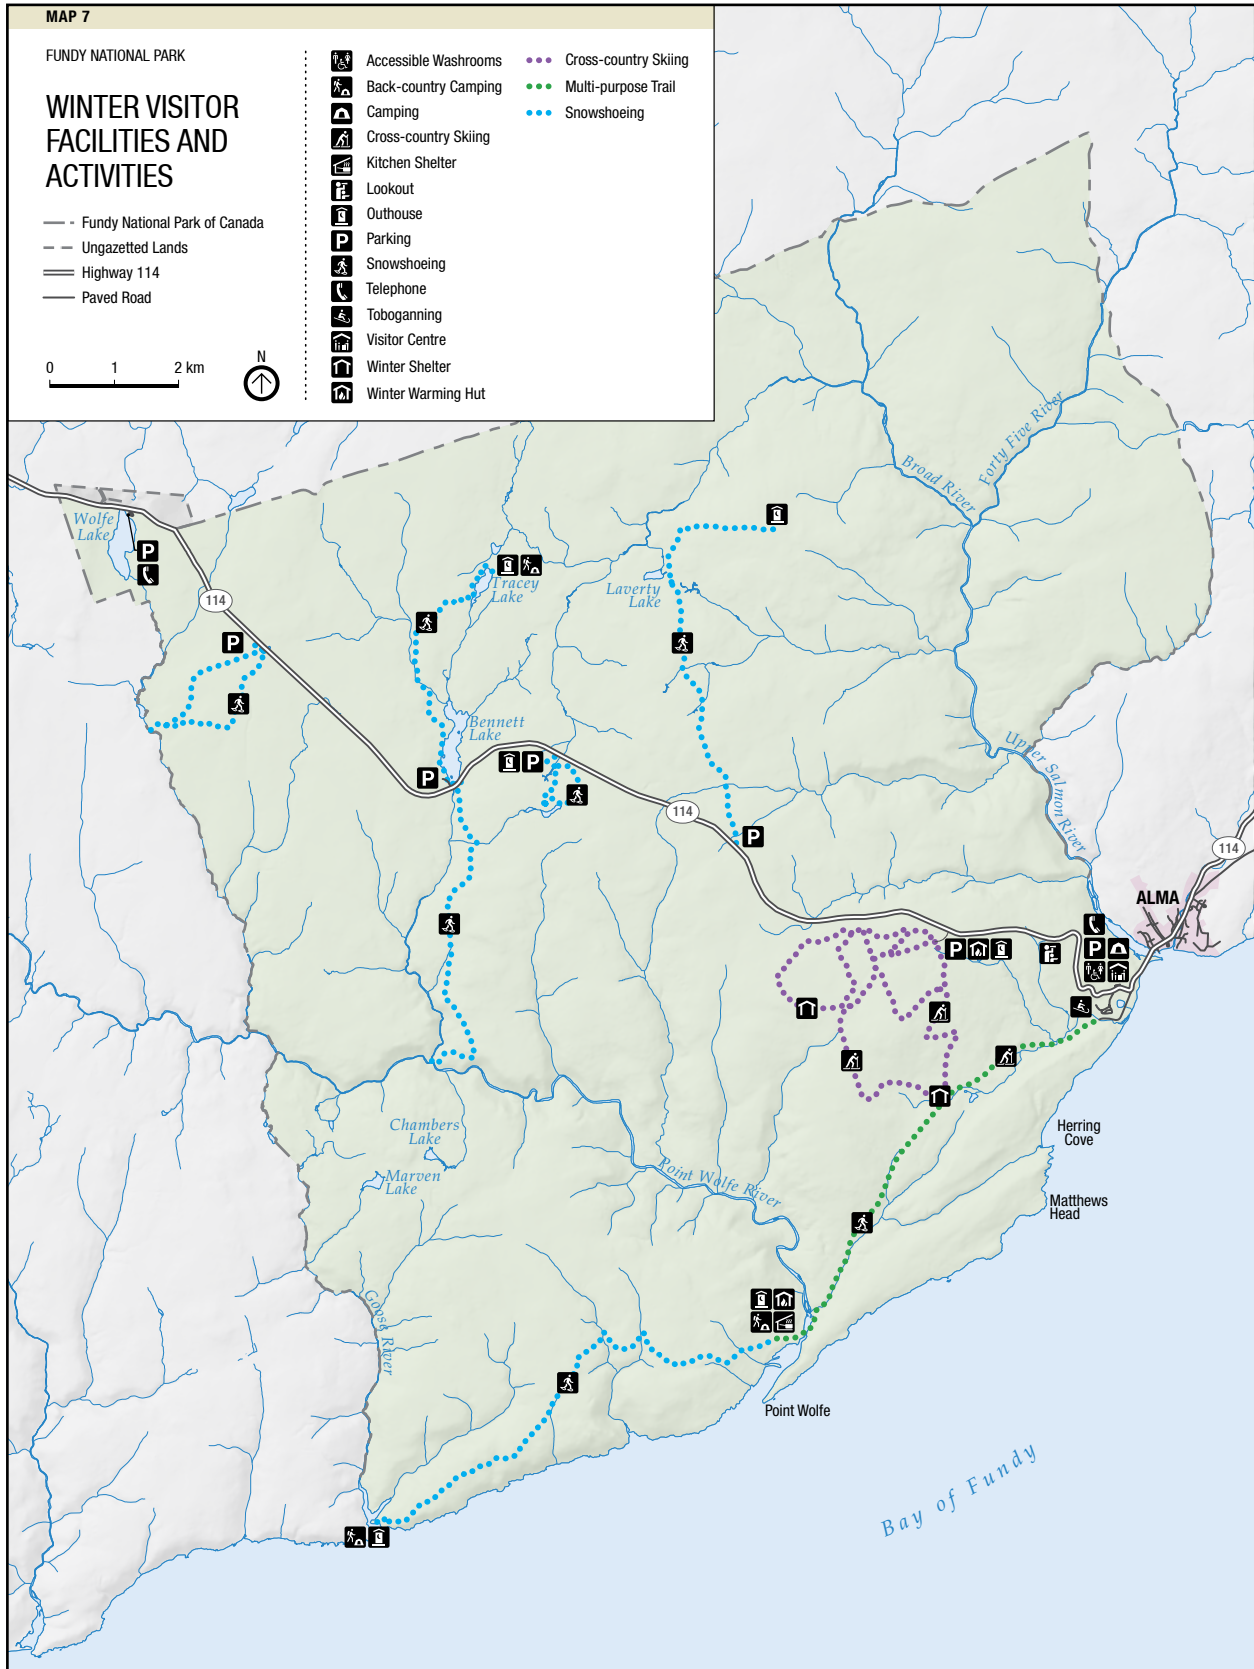 MAP 7
FUNDY NATIONAL PARK
WINTER VISITOR
FACILITIES AND
ACTIVITIES
Fundy National Park of Canada
Ungazetted Lands
Highway 114
Paved Road
0 1 2 km
N
Accessible Washrooms
Back-country Camping
Camping
Cross-country Skiing
Kitchen Shelter
Lookout
Outhouse
P Parking
Snowshoeing
Telephone
Toboganning
Visitor Centre
Winter Shelter
Winter Warming Hut
Cross-country Skiing
Multi-purpose Trail
Snowshoeing
Forty Five River
Broad River
Wolfe
Lake
P
114
Tracey
Lake
Laverty
Lake
P
Bennett
Lake
Upper Salmon River
P
P
114
P
114
ALMA
P
P
Herring
Cove
Chambers
Lake
Marven
Lake
Point Wolfe River
Matthews
Head
Goose River
Point Wolfe
Bay of Fundy